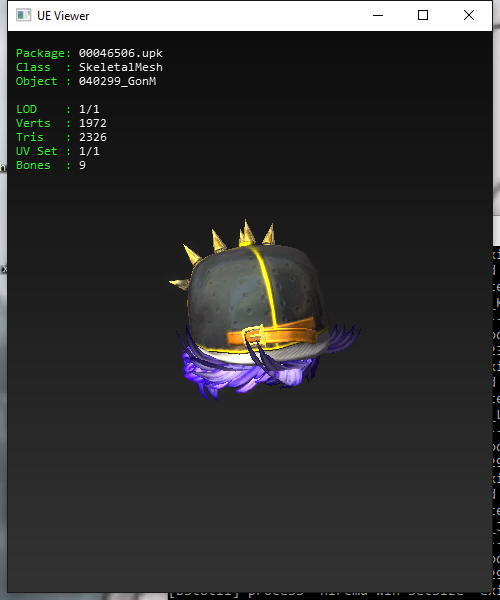 UE Viewer
Package: 00046506.upk
Class : SkeletalMesh
Object : 040299_GonM
LOD : 1/1
Verts : 1972
Tris : 2326
UV Set : 1/1
Bones : 9